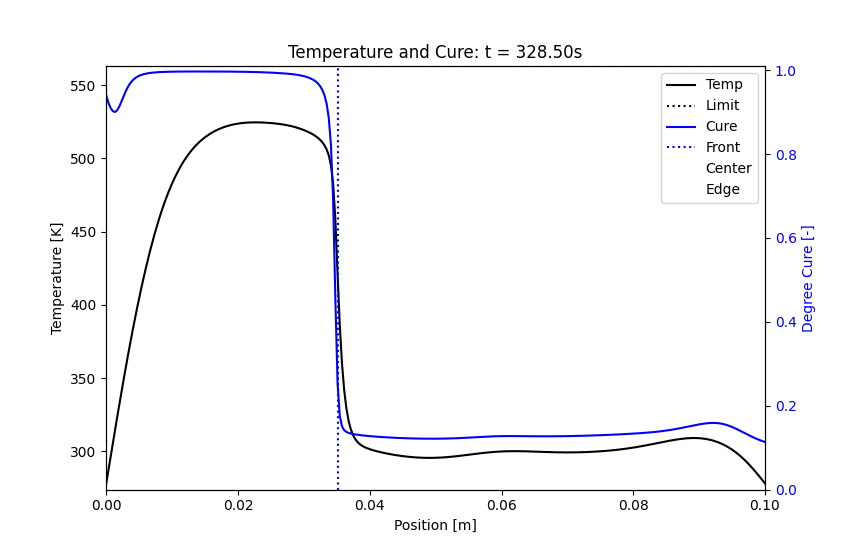 Temperature and Cure: t = 328.50s
Temperature [K]
550
500
450
400
350
300
Temp
Limit
Cure
Front
Center
Edge
1.0
0.8
0.6
0.4
0.2
0.0
Degree Cure [-]
0.00 0.02 0.04 0.06 0.08 0.10
Position [m]